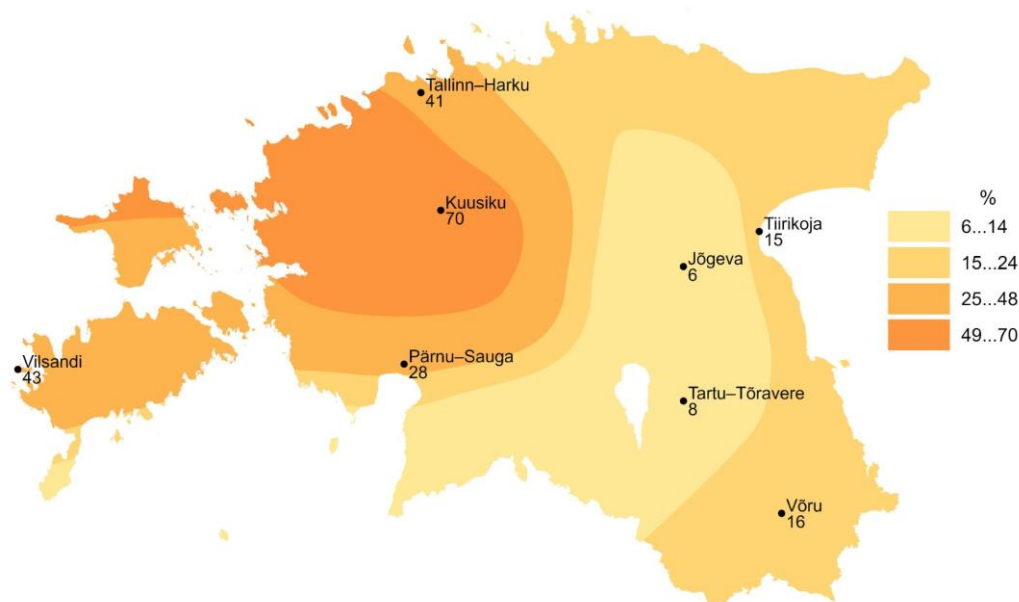 Tallinn–Harku
41
Kuusiku
70
%
6...14
15...24
25...48
49...70
Tiirikoja
15
Jõgeva
6
Vilsandi
43
Pärnu–Sauga
28
Tartu–Tõravere
8
Võru
16